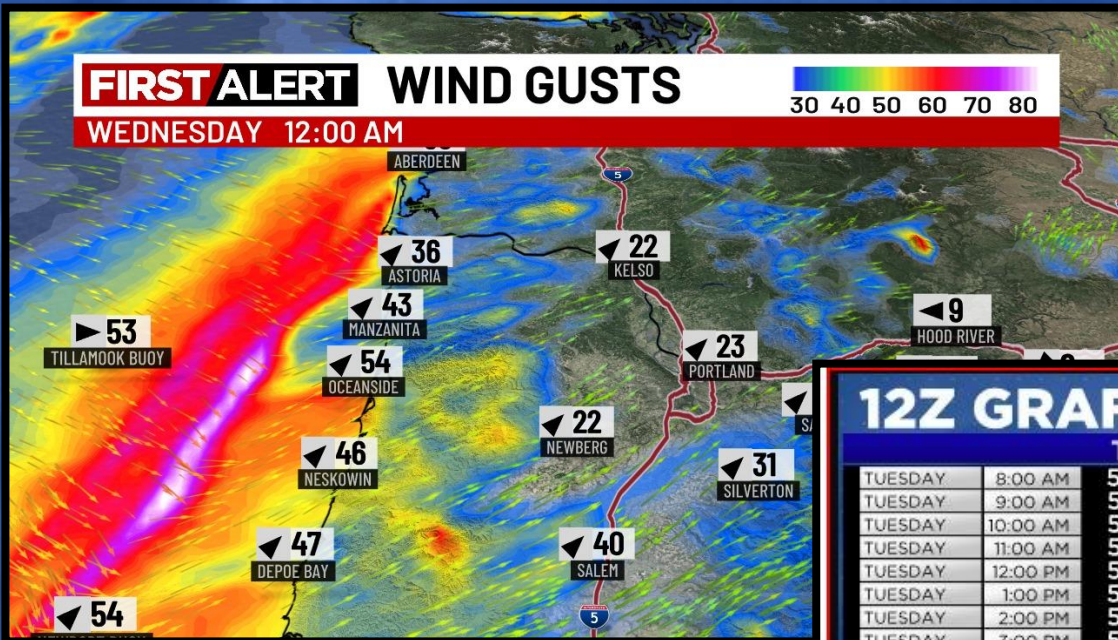 FIRST ALERT WIND GUSTS
30 40 50 60 70 80
WEDNESDAY 12:00 AM
ABERDEEN
5
36
ASTORIA
22
KELSO
43
MANZANITA
9
HOOD RIVER
53
TILLAMOOK BUOY
54
OCEANSIDE
23
PORTLAND
22
NEWBERG
46
NESKOWIN
31
SILVERTON
47
DEPOE BAY
40
SALEM
54
5
12Z
TUESDAY 8:00 AM
TUESDAY 9:00 AM
TUESDAY 10:00 AM
TUESDAY 11:00 AM
TUESDAY 12:00 PM
TUESDAY 1:00 PM
TUESDAY 2:00 PM